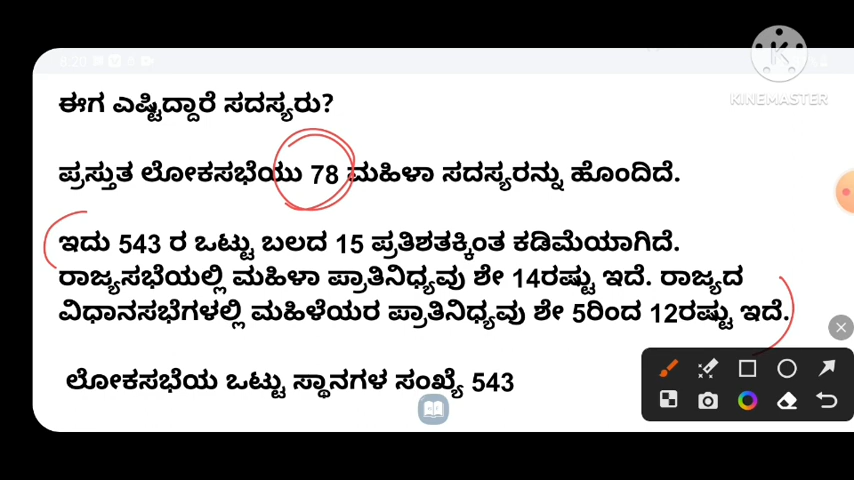 8:20
KINEMASTER
ಈಗ ಎಷ್ಟಿದ್ದಾರೆ ಸದಸ್ಯರು?
ಪ್ರಸ್ತುತ ಲೋಕಸಭೆಯು 78 ಮಹಿಳಾ ಸದಸ್ಯರನ್ನು ಹೊಂದಿದೆ.
ಇದು 543 ರ ಒಟ್ಟು ಬಲದ 15 ಪ್ರತಿಶತಕ್ಕಿಂತ ಕಡಿಮೆಯಾಗಿದೆ.
ರಾಜ್ಯಸಭೆಯಲ್ಲಿ ಮಹಿಳಾ ಪ್ರಾತಿನಿಧ್ಯವು ಶೇ 14ರಷ್ಟು ಇದೆ. ರಾಜ್ಯದ
ವಿಧಾನಸಭೆಗಳಲ್ಲಿ ಮಹಿಳೆಯರ ಪ್ರಾತಿನಿಧ್ಯವು ಶೇ 5ರಿಂದ 12ರಷ್ಟು ಇದೆ.
ಲೋಕಸಭೆಯ ಒಟ್ಟು ಸ್ಥಾನಗಳ ಸಂಖ್ಯೆ 543